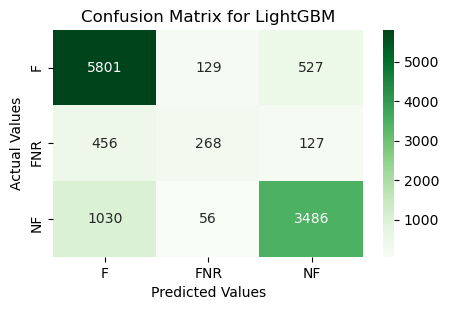 Confusion Matrix for LightGBM
Actual Values
F 5801 129 527
FNR 456 268 127
NF 1030 56 3486
F FNR NF
Predicted Values
5000
4000
3000
2000
1000